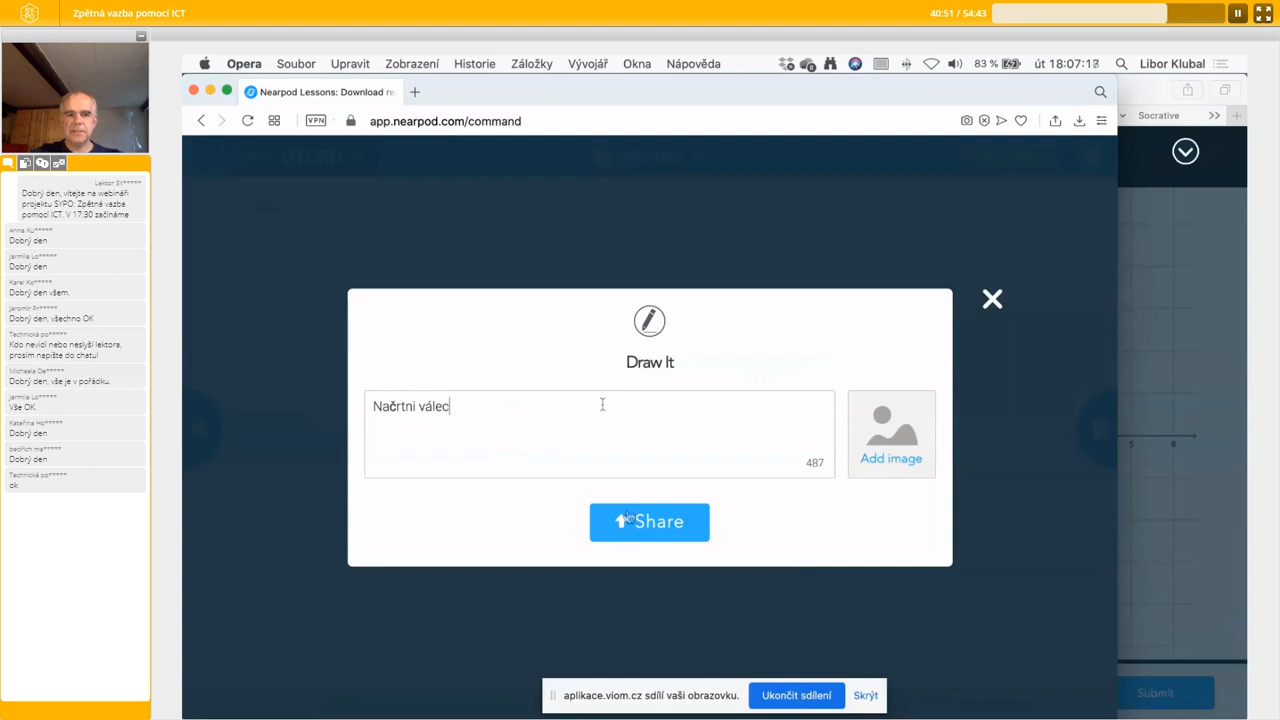 SYPO
Zpětná vazba pomocí ICT
40:51 / 54:43
Opera
Soubor
Upravit
Zobrazení
Historie
Záložky
Vývojář
Okna
Nápověda
83 %
út 18:07:1
Libor Klubal
Nearpod Lessons: Download re
VPN
app.nearpod.com/command
Socrative
Lektor SY*****
Dobrý den, vítejte na webináři
projektu SYPO. Zpětná vazba
pomocí ICT. V 17:30 začínáme
Anna Ku*****
Dobrý den
Jarmila Lo*****
Dobrý den
Karel Ko*****
Dobrý den všem.
Jaromír Pr*****
Dobrý den, všechno OK
Technická po*****
Kdo nevidí nebo neslyší lektora,
prosím napište do chatu!
Michaela De*****
Dobrý den, vše je v pořádku.
Jarmila Lo*****
Vše OK.
Kateřina Ho*****
Dobrý den
bedřich ma*****
Dobrý den
Technická po*****
ok
Draw It
Načrtni válec
487
Add image
Share
Submit
aplikace.viom.cz sdílí vaši obrazovku.
Ukončit sdílení
Skrýt